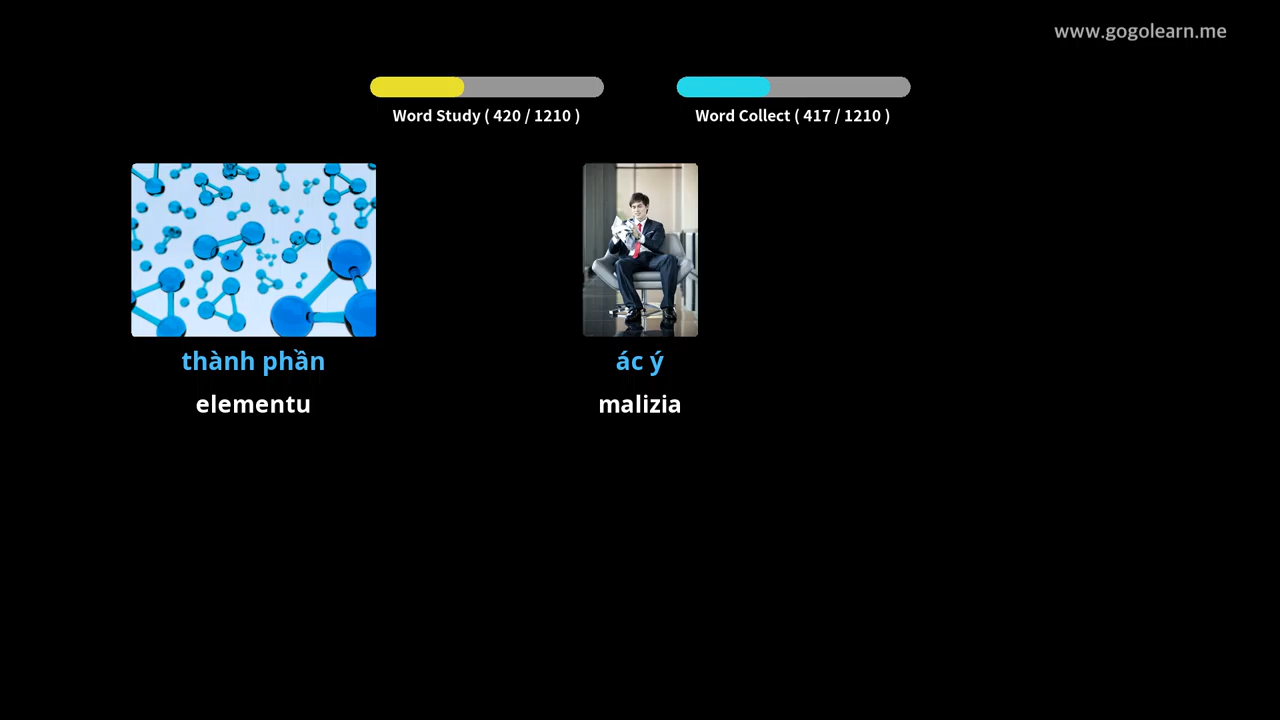 www.gogolearn.me
Word Study ( 420 / 1210 )
Word Collect ( 417 / 1210 )
thành phần
elementu
ác ý
malizia